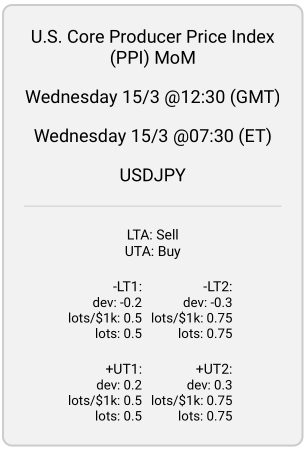 U.S. Core Producer Price Index
(PPI) MoM
Wednesday 15/3 @12:30 (GMT)
Wednesday 15/3 @07:30 (ET)
USDJPY
LTA: Sell
UTA: Buy
-LT1: -LT2:
dev: -0.2 dev: -0.3
lots/$1k: 0.5 lots/$1k: 0.75
lots: 0.5 lots: 0.75
+UT1: +UT2:
dev: 0.2 dev: 0.3
lots/$1k: 0.5 lots/$1k: 0.75
lots: 0.5 lots: 0.75